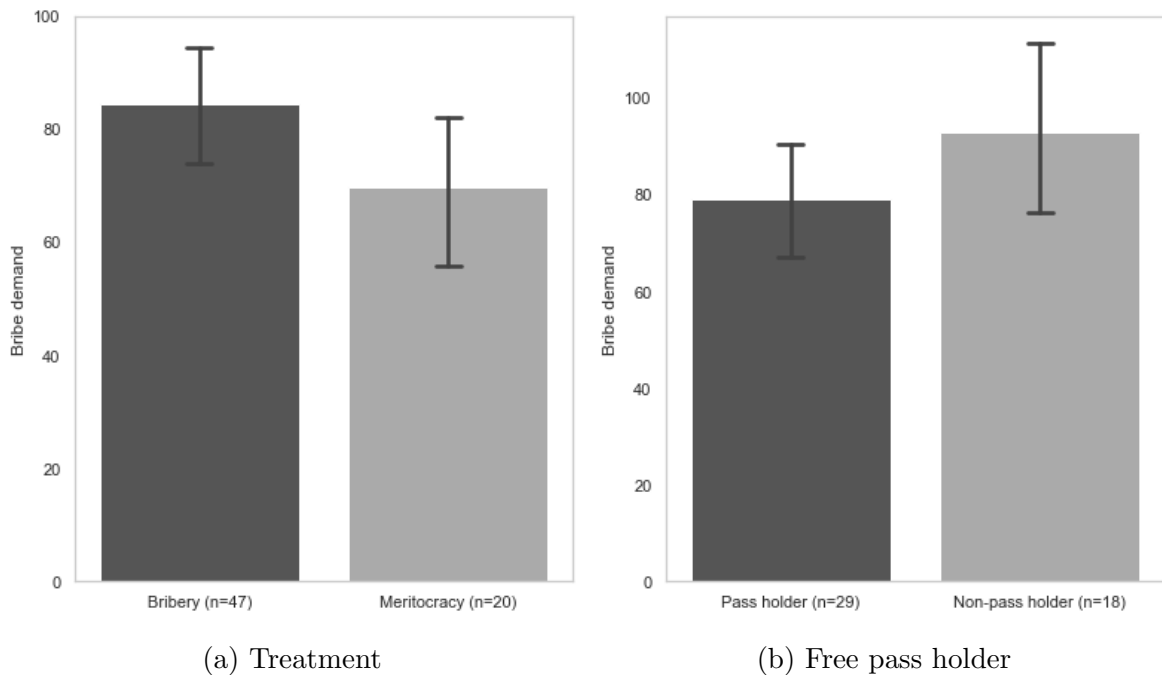 100
80
60
40
20
0
Bribe demand
Bribery (n=47)
Meritocracy (n=20)
(a) Treatment
100
80
60
40
20
0
Bribe demand
Pass holder (n=29)
Non-pass holder (n=18)
(b) Free pass holder